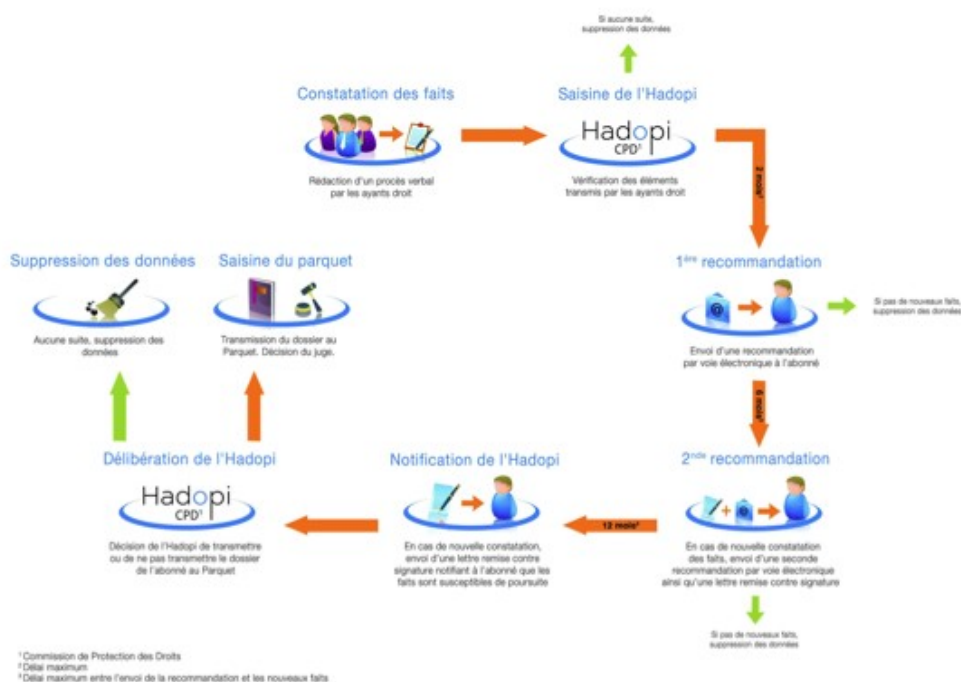 Si aucune suite,
suppression des données
Constatation des faits
Saisine de l'Hadopi
Hadopi
CPD¹
Rédaction d'un procès verbal
par les ayants droit
Vérification des éléments
transmis par les ayants droit
2 mois²
Suppression des données
Saisine du parquet
1ère recommandation
@
Si pas de nouveaux faits,
suppression des données
Aucune suite, suppression des
données
Transmission du dossier au
Parquet. Décision du juge.
Envoi d'une recommandation
par voie électronique à l'abonné
6 mois³
Délibération de l'Hadopi
Notification de l'Hadopi
2nde recommandation
Hadopi
CPD¹
+
@
12 mois³
Décision de l'Hadopi de transmettre
ou de ne pas transmettre le dossier
de l'abonné au Parquet
En cas de nouvelle constatation,
envoi d'une lettre remise contre
signature notifiant à l'abonné que les
faits sont susceptibles de poursuite
En cas de nouvelle constatation
des faits, envoi d'une seconde
recommandation par voie électronique
ainsi qu'une lettre remise contre signature
Si pas de nouveaux faits,
suppression des données
¹ Commission de Protection des Droits
² Délai maximum
³ Délai maximum entre l'envoi de la recommandation et les nouveaux faits